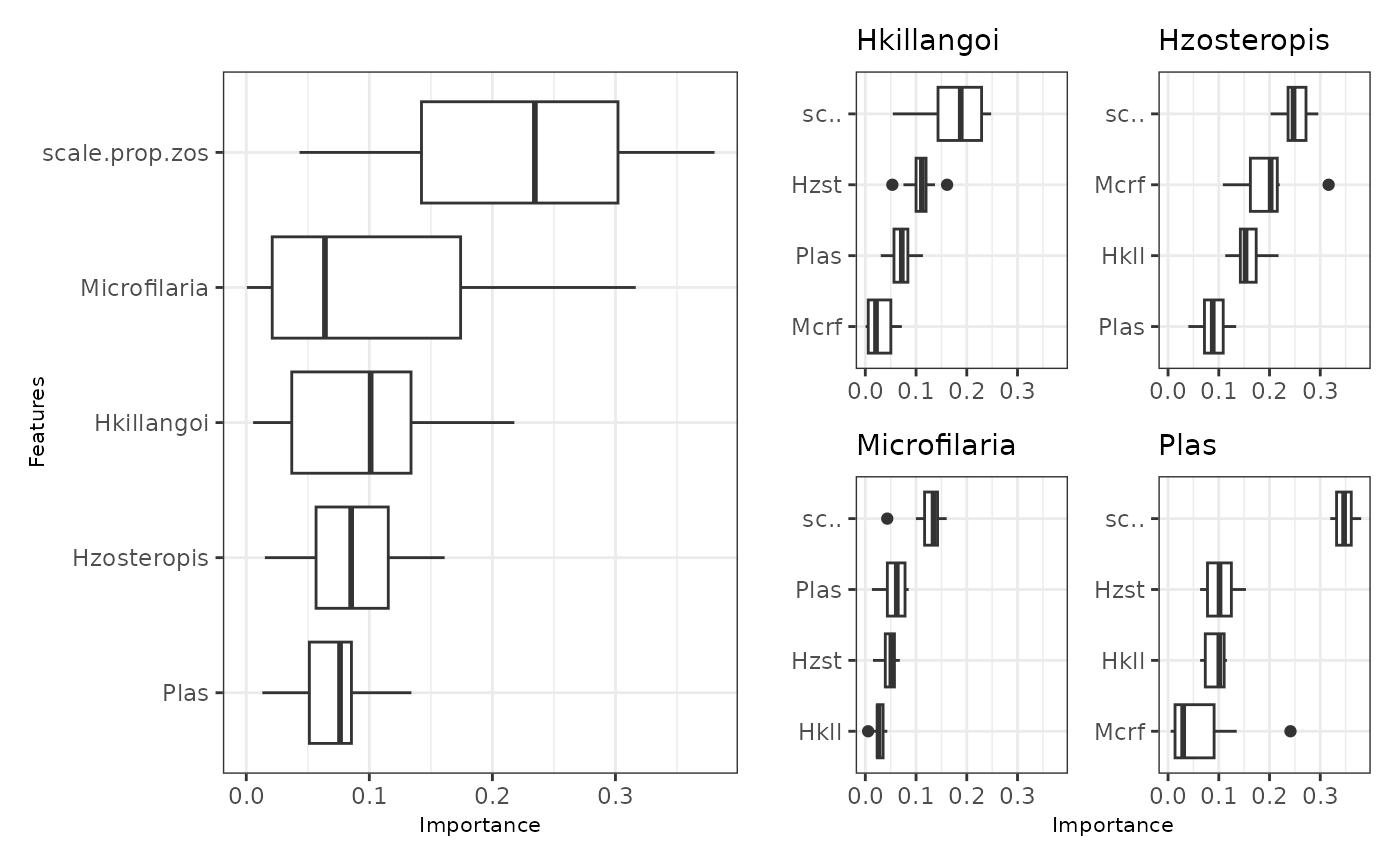 Features
scale.prop.zos
Microfilaria
Hkillangoi
Hzosteropis
Plas
0.0 0.1 0.2 0.3
Importance
Hkillangoi
sc..
Hzst
Plas
Mcrf
0.0 0.1 0.2 0.3
Hzosteropis
sc..
Mcrf
Hkll
Plas
0.0 0.1 0.2 0.3
Microfilaria
sc..
Plas
Hzst
Hkll
0.0 0.1 0.2 0.3
Plas
sc..
Hzst
Hkll
Mcrf
0.0 0.1 0.2 0.3
Importance